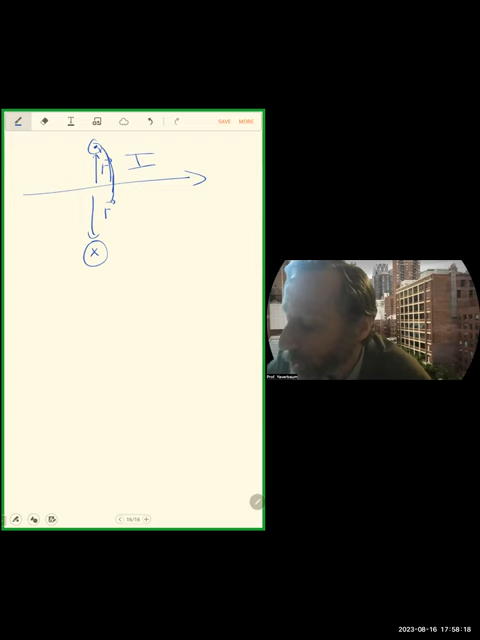 T
SAVE
MORE
r
I
r
x
16/16
Prof. Yaverbaum
2023-08-16 17:58:18